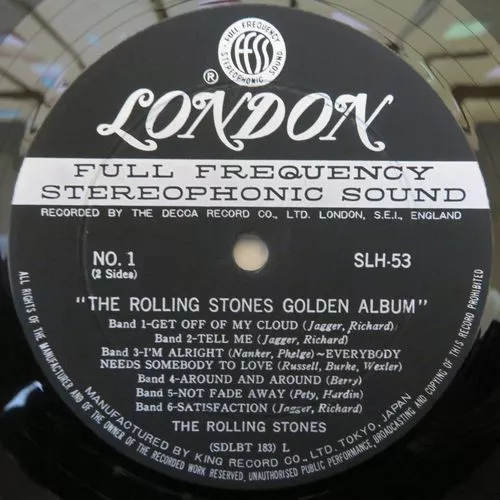 FULL FREQUENCY
ffss
STEREOPHONIC SOUND
®
LONDON
FULL FREQUENCY
STEREOPHONIC SOUND
RECORDED BY THE DECCA RECORD CO., LTD. LONDON, S.E.I., ENGLAND
NO. 1
(2 Sides)
SLH-53
"THE ROLLING STONES GOLDEN ALBUM"
Band 1-GET OFF OF MY CLOUD (Jagger, Richard)
Band 2-TELL ME (Jagger, Richard)
Band 3-I'M ALRIGHT (Nanker, Phelge)~EVERYBODY
NEEDS SOMEBODY TO LOVE (Russell, Burke, Wexler)
Band 4-AROUND AND AROUND (Berry)
Band 5-NOT FADE AWAY (Pety, Hardin)
Band 6-SATISFACTION (Jagger, Richard)
THE ROLLING STONES
(SDLBT 183) L
MANUFACTURED BY KING RECORD CO., LTD. TOKYO, JAPAN
ALL RIGHTS OF THE MANUFACTURER AND OF THE OWNER OF THE RECORDED WORK RESERVED, UNAUTHORISED PUBLIC PERFORMANCE, BROADCASTING AND COPYING OF THIS RECORD PROHIBITED